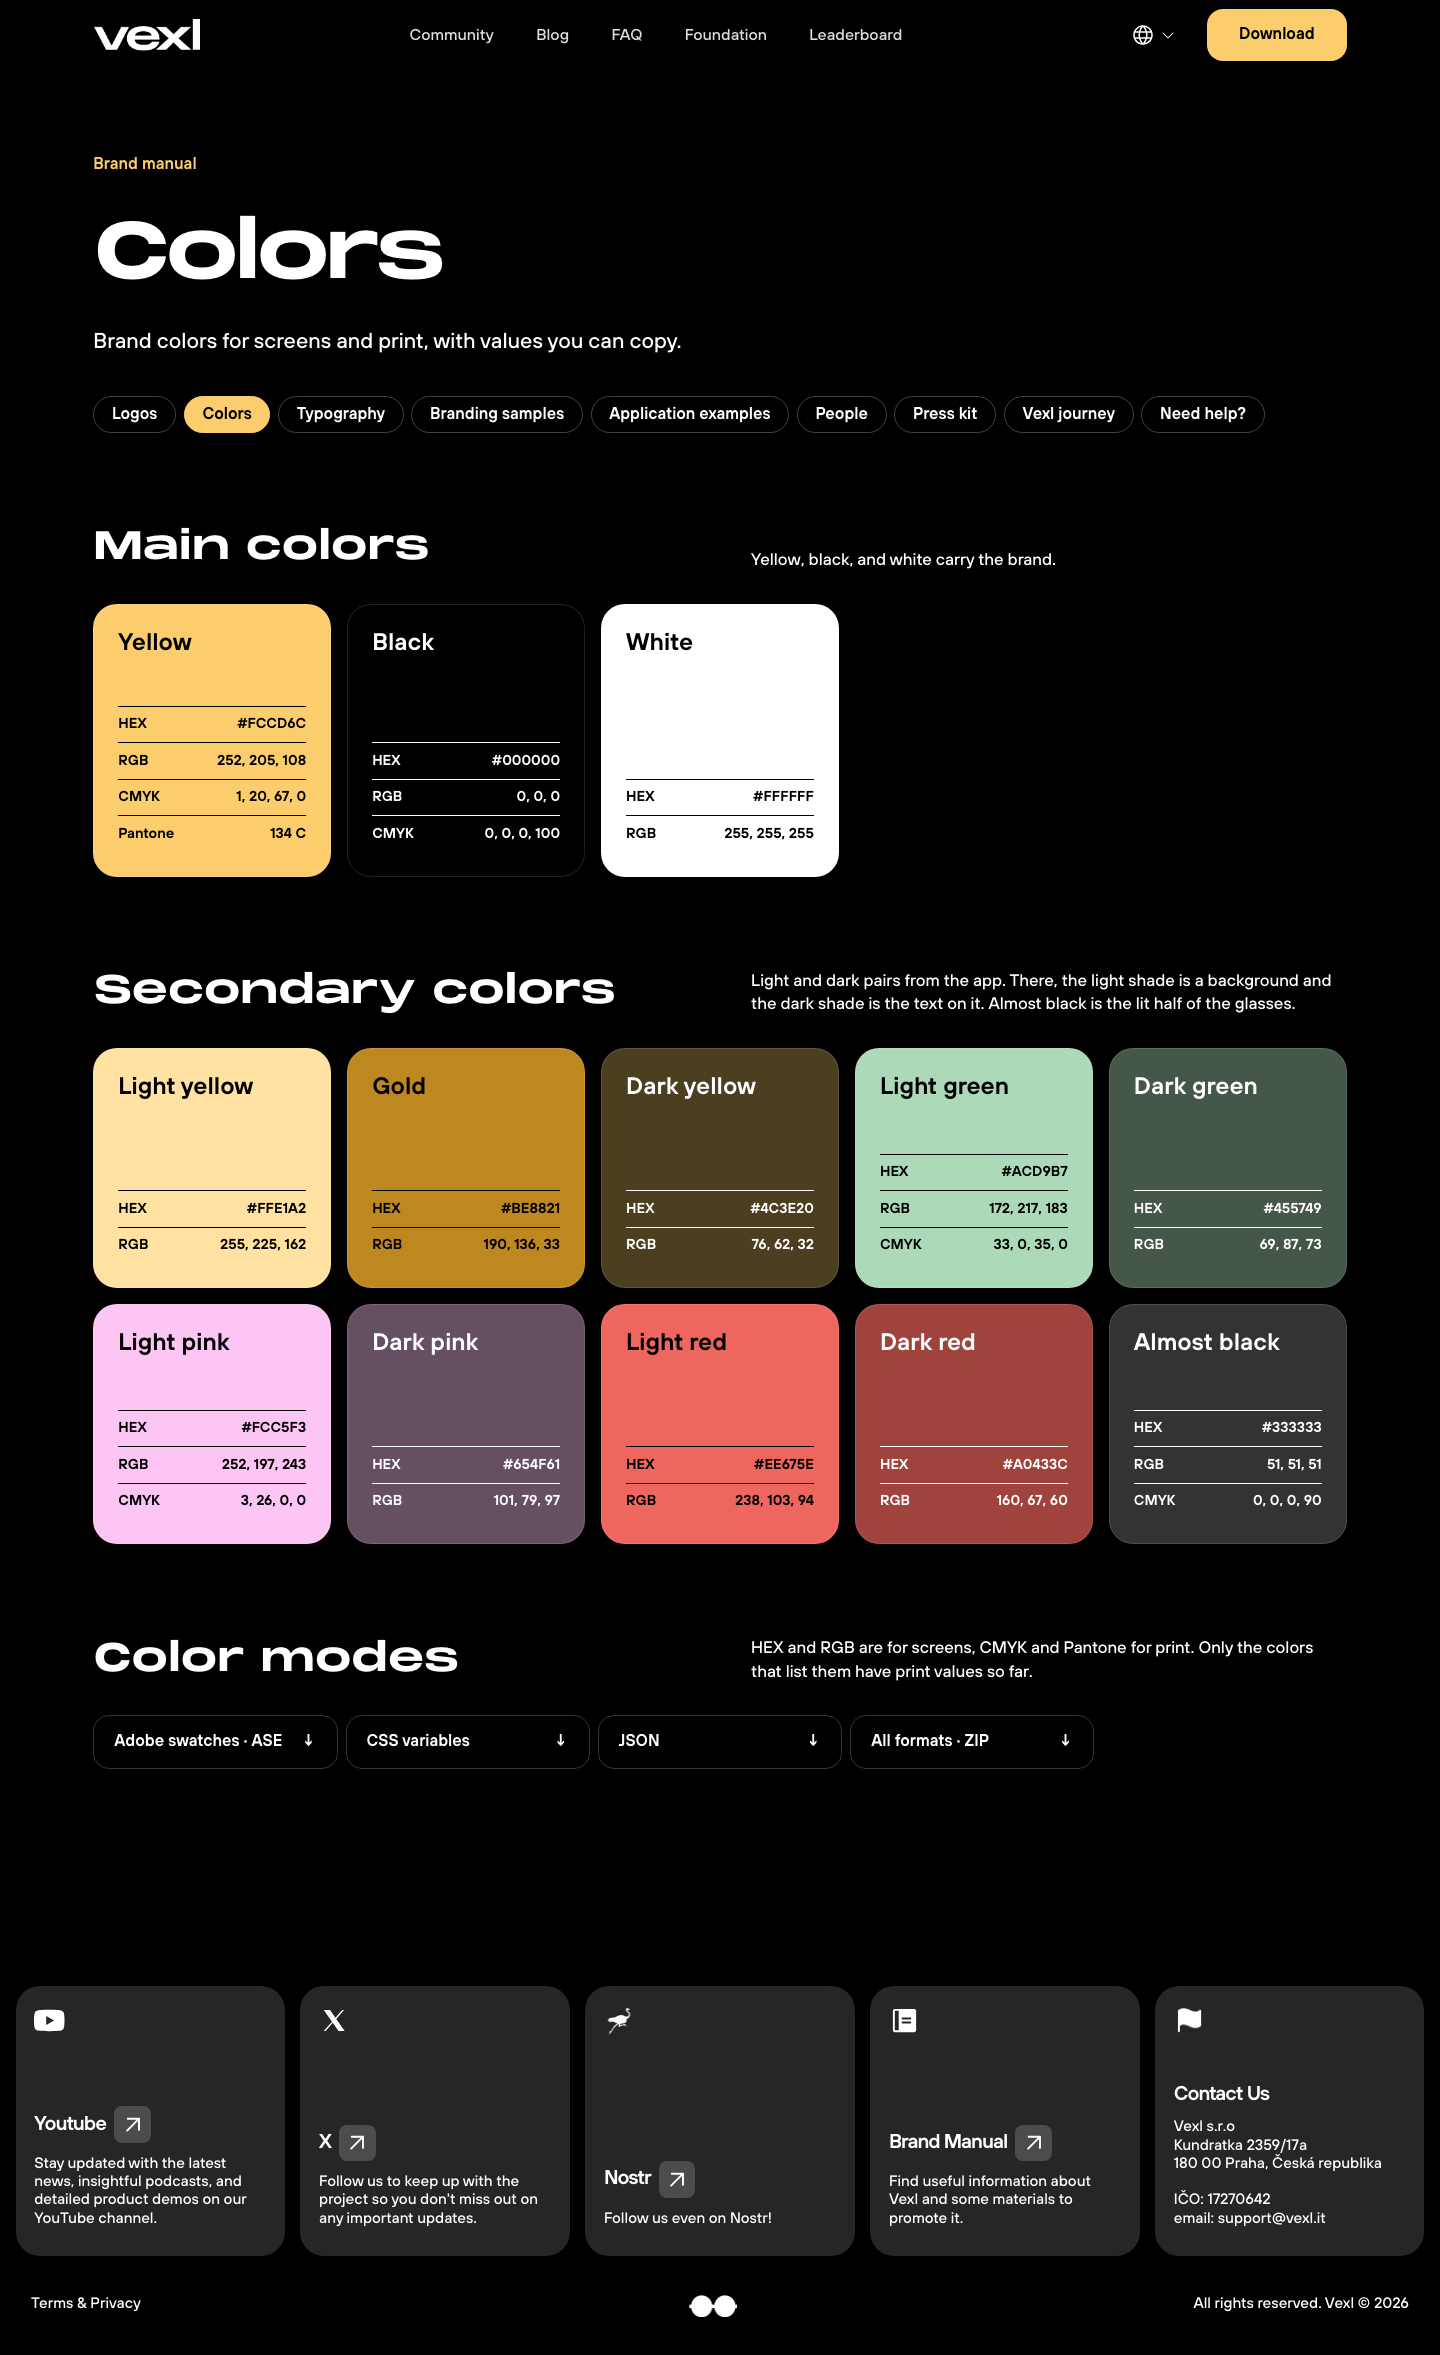 vexl
Community
Blog
FAQ
Foundation
Leaderboard
Download
Brand manual
Colors
Brand colors for screens and print, with values you can copy.
Logos
Colors
Typography
Branding samples
Application examples
People
Press kit
Vexl journey
Need help?
Main colors
Yellow, black, and white carry the brand.
Yellow
HEX #FCCD6C
RGB 252, 205, 108
CMYK 1, 20, 67, 0
Pantone 134 C
Black
HEX #000000
RGB 0, 0, 0
CMYK 0, 0, 0, 100
White
HEX #FFFFFF
RGB 255, 255, 255
Secondary colors
Light and dark pairs from the app. There, the light shade is a background and
the dark shade is the text on it. Almost black is the lit half of the glasses.
Light yellow
HEX #FFE1A2
RGB 255, 225, 162
Gold
HEX #BE8821
RGB 190, 136, 33
Dark yellow
HEX #4C3E20
RGB 76, 62, 32
Light green
HEX #ACD9B7
RGB 172, 217, 183
CMYK 33, 0, 35, 0
Dark green
HEX #455749
RGB 69, 87, 73
Light pink
HEX #FCC5F3
RGB 252, 197, 243
CMYK 3, 26, 0, 0
Dark pink
HEX #654F61
RGB 101, 79, 97
Light red
HEX #EE675E
RGB 238, 103, 94
Dark red
HEX #A0433C
RGB 160, 67, 60
Almost black
HEX #333333
RGB 51, 51, 51
CMYK 0, 0, 0, 90
Color modes
HEX and RGB are for screens, CMYK and Pantone for print. Only the colors
that list them have print values so far.
Adobe swatches · ASE ↓
CSS variables ↓
JSON ↓
All formats · ZIP ↓
Youtube
Stay updated with the latest
news, insightful podcasts, and
detailed product demos on our
YouTube channel.
X
Follow us to keep up with the
project so you don't miss out on
any important updates.
Nostr
Follow us even on Nostr!
Brand Manual
Find useful information about
Vexl and some materials to
promote it.
Contact Us
Vexl s.r.o
Kundratka 2359/17a
180 00 Praha, Česká republika
IČO: 17270642
email: support@vexl.it
Terms & Privacy
All rights reserved. Vexl © 2026